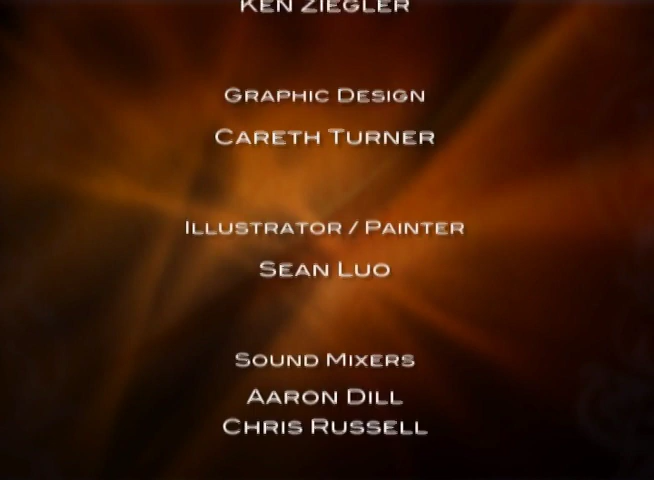 KEN ZIEGLER
GRAPHIC DESIGN
CARETH TURNER
ILLUSTRATOR / PAINTER
SEAN LUO
SOUND MIXERS
AARON DILL
CHRIS RUSSELL